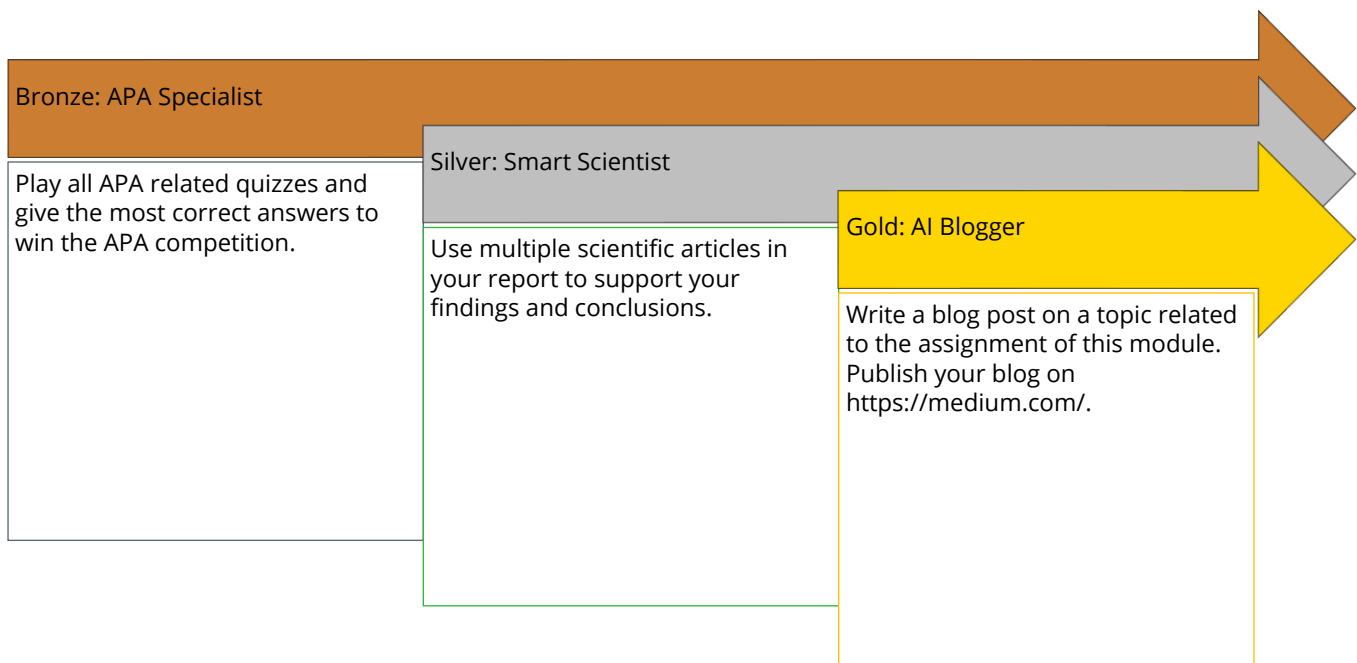 Bronze: APA Specialist
Play all APA related quizzes and
give the most correct answers to
win the APA competition.
Silver: Smart Scientist
Use multiple scientific articles in
your report to support your
findings and conclusions.
Gold: AI Blogger
Write a blog post on a topic related
to the assignment of this module.
Publish your blog on
https://medium.com/.